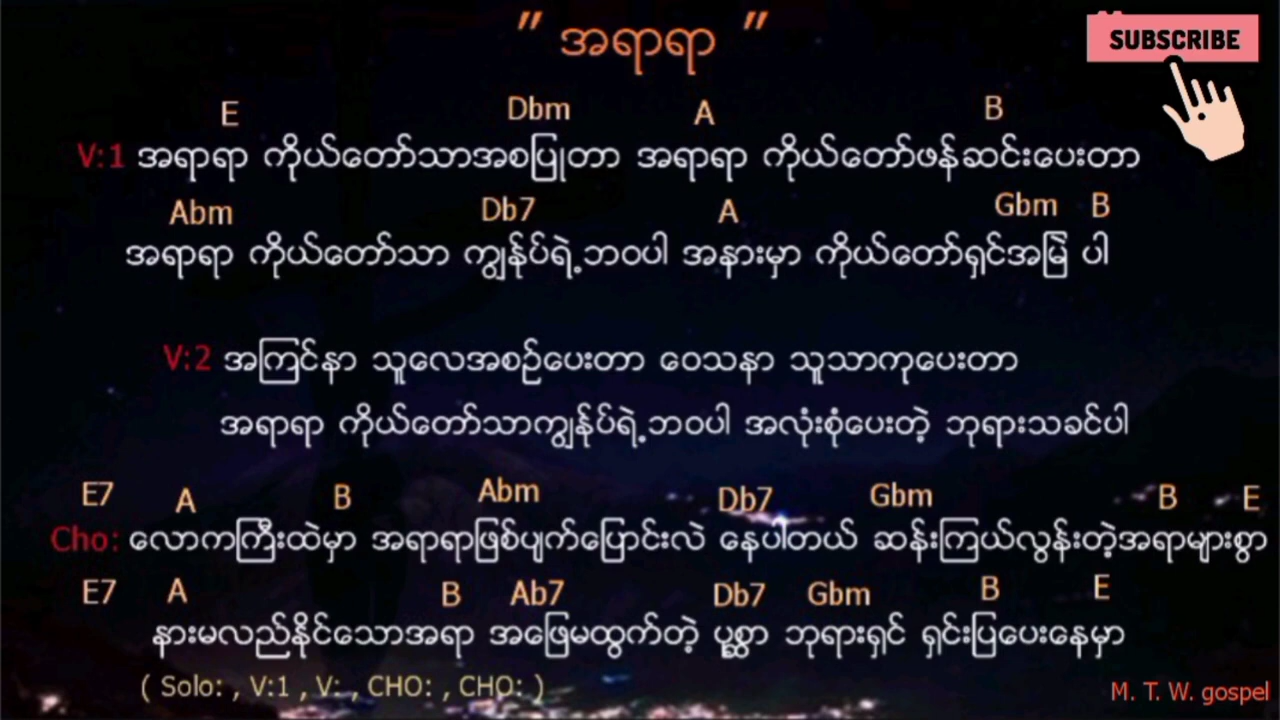 " အရာရာ "
SUBSCRIBE
E Dbm A B
V:1 အရာရာ ကိုယ်တော်သာအစပြုတာ အရာရာ ကိုယ်တော်ဖန်ဆင်းပေးတာ
Abm Db7 A Gbm B
အရာရာ ကိုယ်တော်သာ ကျွန်ုပ်ရဲ့ဘဝပါ အနားမှာ ကိုယ်တော်ရှင်အမြဲ ပါ
V:2 အကြင်နာ သူလေအစဉ်ပေးတာ ဝေသနာ သူသာကုပေးတာ
အရာရာ ကိုယ်တော်သာကျွန်ုပ်ရဲ့ဘဝပါ အလုံးစုံပေးတဲ့ ဘုရားသခင်ပါ
E7 A B Abm Db7 Gbm B E
Cho: လောကကြီးထဲမှာ အရာရာဖြစ်ပျက်ပြောင်းလဲ နေပါတယ် ဆန်းကြယ်လွန်းတဲ့အရာများစွာ
E7 A B Ab7 Db7 Gbm B E
နားမလည်နိုင်သောအရာ အဖြေမထွက်တဲ့ ပုစ္ဆာ ဘုရားရှင် ရှင်းပြပေးနေမှာ
( Solo: , V:1 , V: , CHO: , CHO: )
M. T. W. gospel